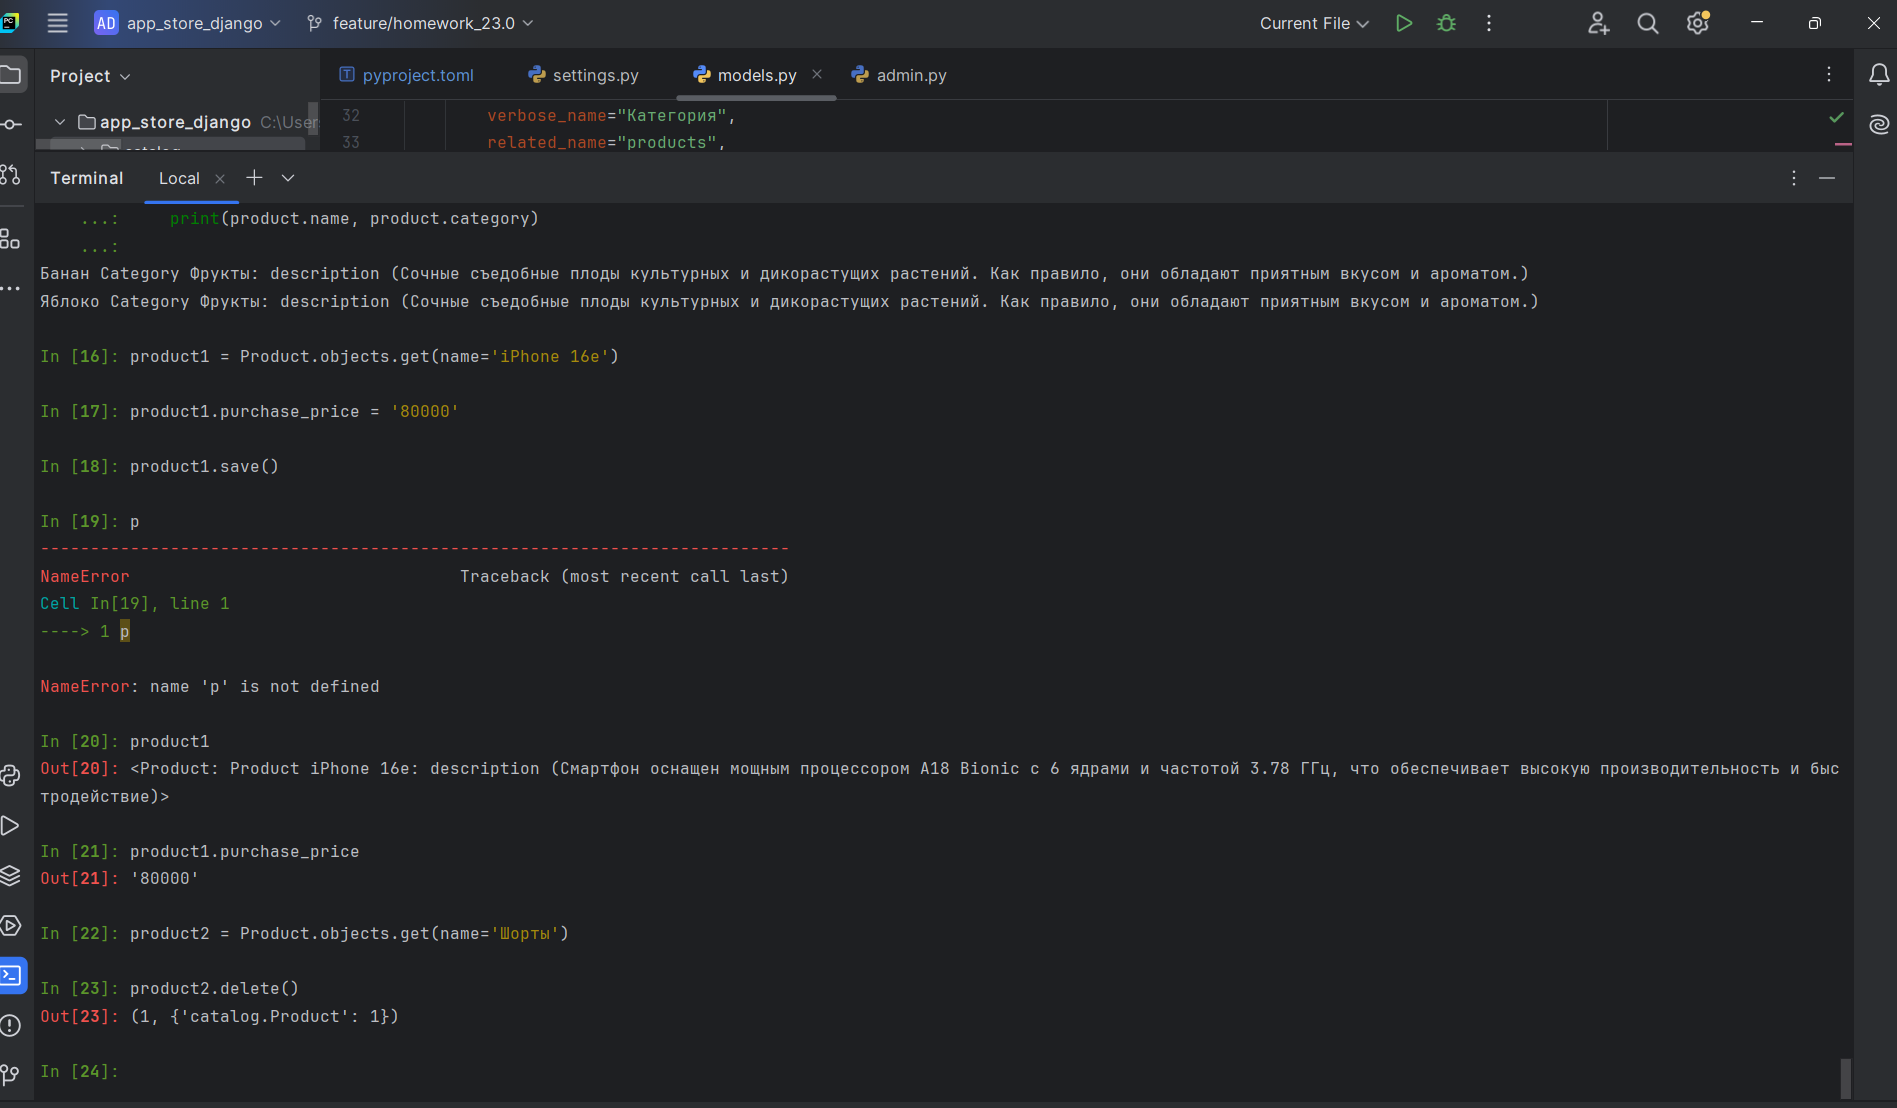 AD app_store_django feature/homework_23.0 Current File
Project pyproject.toml settings.py models.py admin.py
app_store_django C:\User
32 verbose_name="Категория",
33 related_name="products",
Terminal Local
...: print(product.name, product.category)
...:
Банан Category Фрукты: description (Сочные съедобные плоды культурных и дикорастущих растений. Как правило, они обладают приятным вкусом и ароматом.)
Яблоко Category Фрукты: description (Сочные съедобные плоды культурных и дикорастущих растений. Как правило, они обладают приятным вкусом и ароматом.)
In [16]: product1 = Product.objects.get(name='iPhone 16e')
In [17]: product1.purchase_price = '80000'
In [18]: product1.save()
In [19]: p
---------------------------------------------------------------------------
NameError Traceback (most recent call last)
Cell In[19], line 1
----> 1 p
NameError: name 'p' is not defined
In [20]: product1
Out[20]: <Product: Product iPhone 16e: description (Смартфон оснащен мощным процессором A18 Bionic с 6 ядрами и частотой 3.78 ГГц, что обеспечивает высокую производительность и быс
тродействие)>
In [21]: product1.purchase_price
Out[21]: '80000'
In [22]: product2 = Product.objects.get(name='Шорты')
In [23]: product2.delete()
Out[23]: (1, {'catalog.Product': 1})
In [24]: